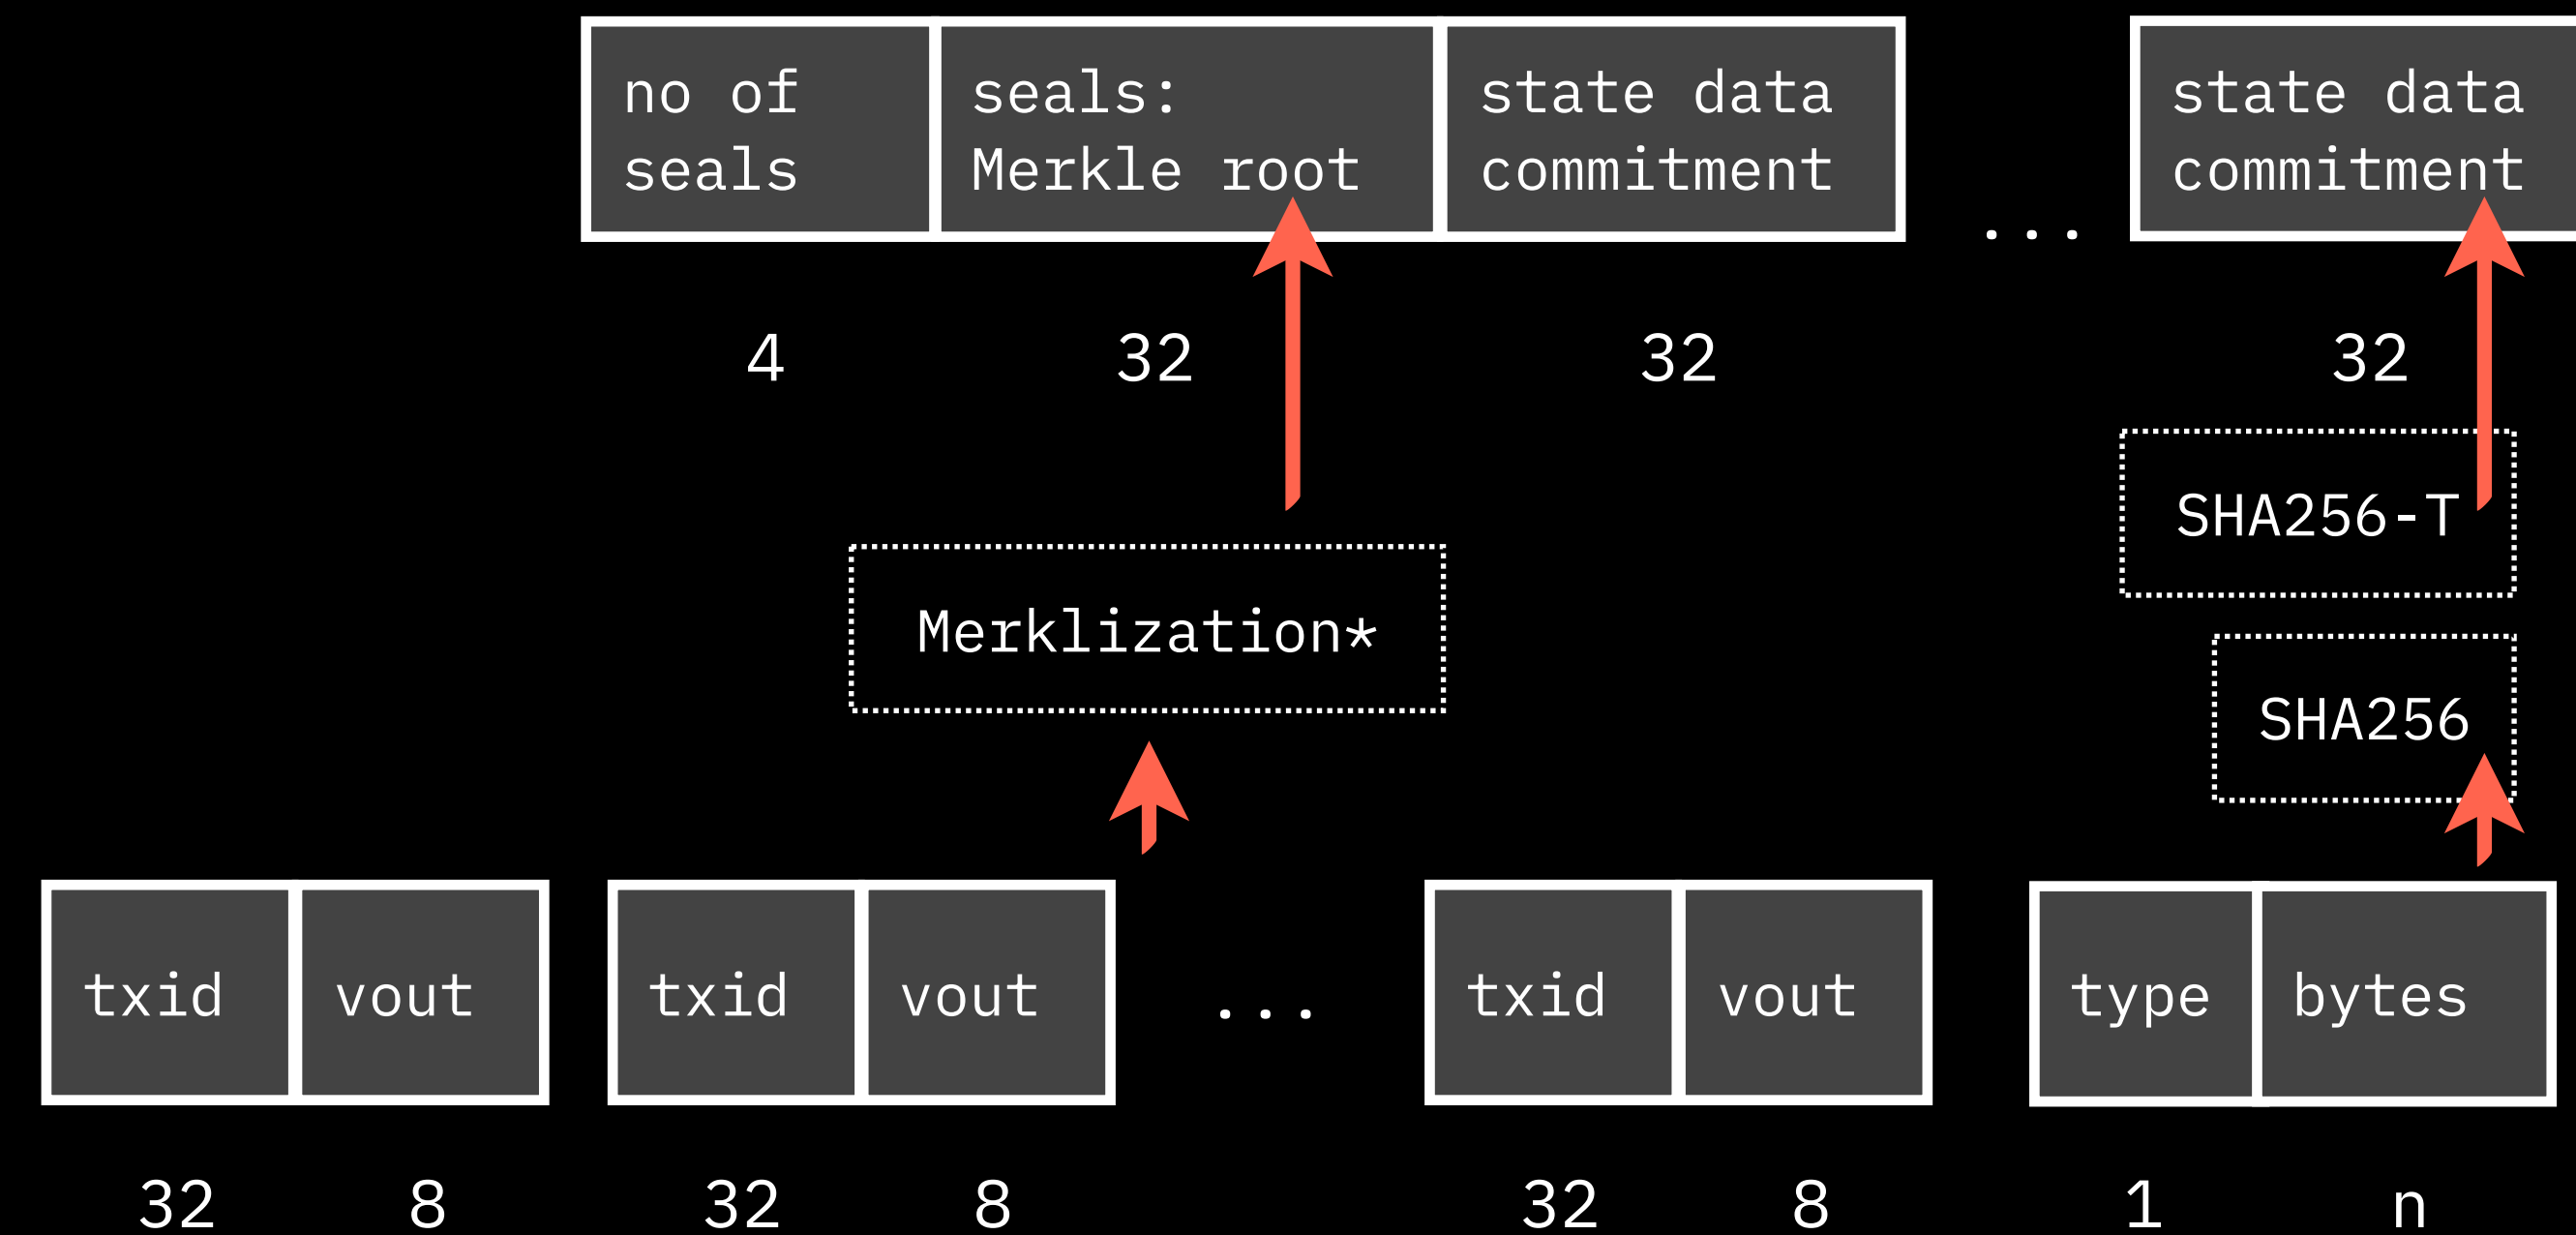 no of
seals
seals:
Merkle root
state data
commitment
...
state data
commitment
4
32
32
32
SHA256-T
Merklization*
SHA256
txid
vout
txid
vout
...
txid
vout
type
bytes
32
8
32
8
32
8
1
n